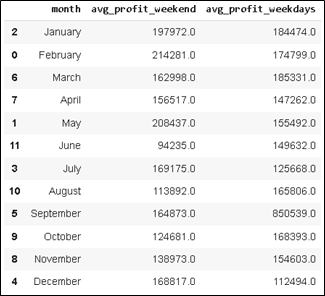 month avg_profit_weekend avg_profit_weekdays
2 January 197972.0 184474.0
0 February 214281.0 174799.0
6 March 162998.0 185331.0
7 April 156517.0 147262.0
1 May 208437.0 155492.0
11 June 94235.0 149632.0
3 July 169175.0 125668.0
10 August 113892.0 165806.0
5 September 164873.0 850539.0
9 October 124681.0 168393.0
8 November 138973.0 154603.0
4 December 168817.0 112494.0